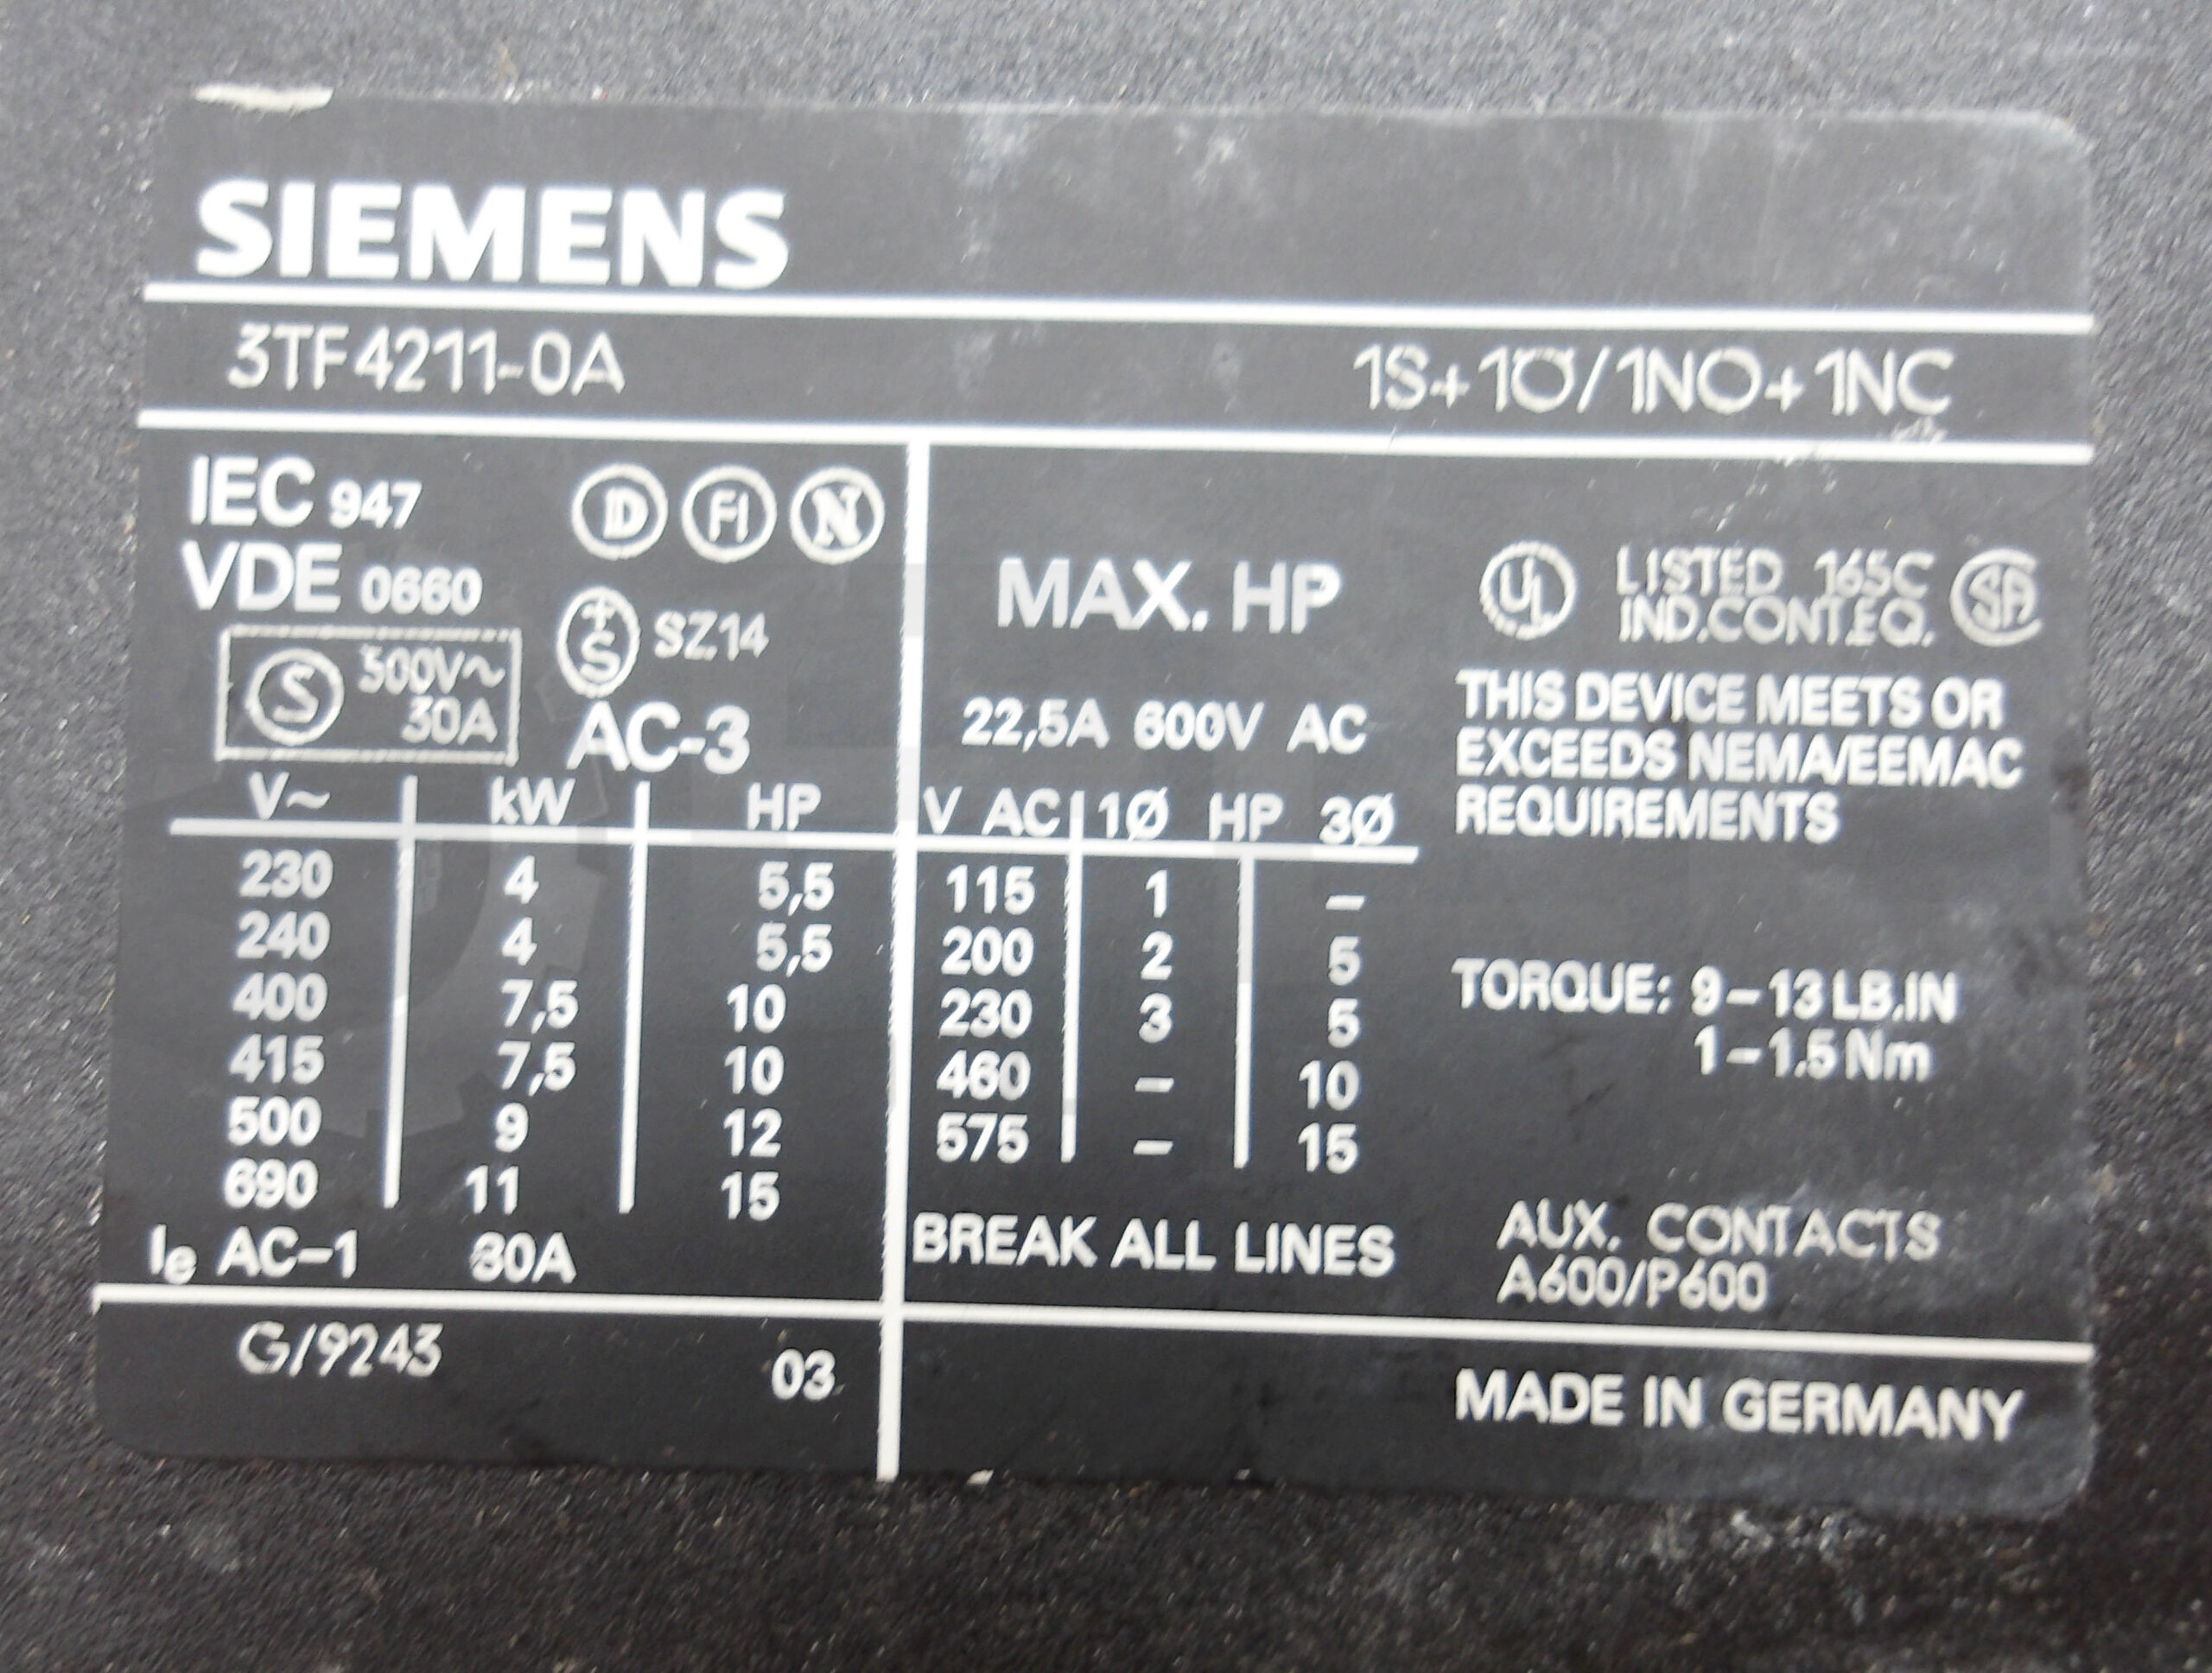 SIEMENS
3TF4211-0A 1S+1Ö/1NO+1NC
IEC 947 D FI N
VDE 0660
S 500V~ 30A
+S SZ14
AC-3
V~ kW HP
230 4 5,5
240 4 5,5
400 7,5 10
415 7,5 10
500 9 12
690 11 15
Ie AC-1 30A
G/9243 03
MAX. HP
22,5A 600V AC
V AC 1Ø HP 3Ø
115 1 –
200 2 5
230 3 5
460 – 10
575 – 15
BREAK ALL LINES
UL LISTED 165C SA
IND.CONT.EQ.
THIS DEVICE MEETS OR
EXCEEDS NEMA/EEMAC
REQUIREMENTS
TORQUE: 9–13 LB.IN
1–1.5 Nm
AUX. CONTACTS
A600/P600
MADE IN GERMANY